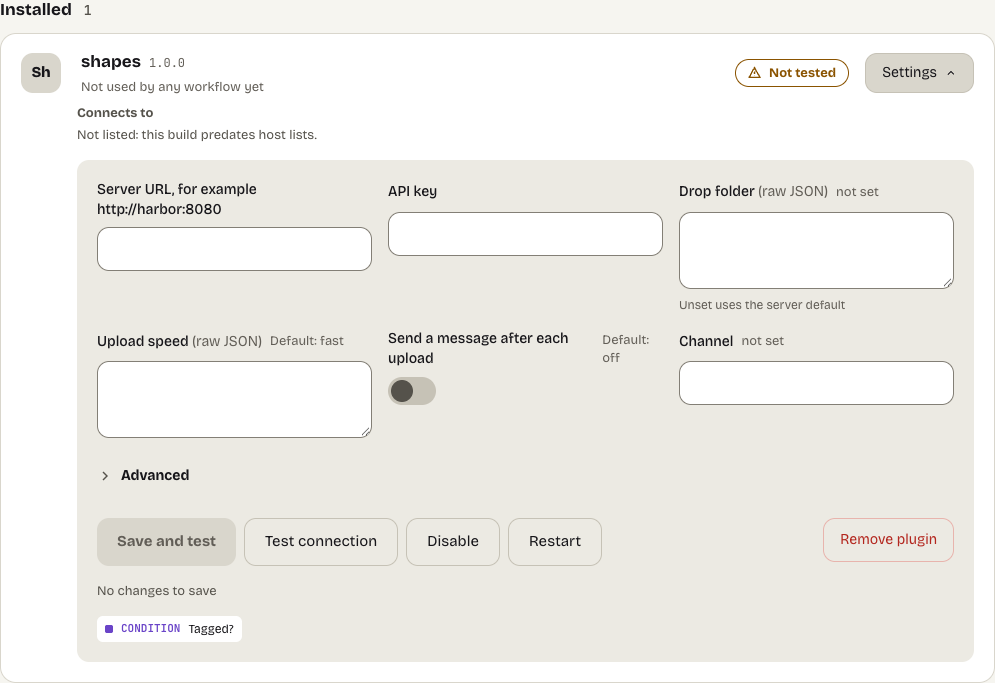 Installed 1
Sh
shapes 1.0.0
Not used by any workflow yet
Not tested
Settings
Connects to
Not listed: this build predates host lists.
Server URL, for example
http://harbor:8080
API key
Drop folder (raw JSON) not set
Unset uses the server default
Upload speed (raw JSON) Default: fast
Send a message after each
upload
Default:
off
Channel not set
Advanced
Save and test
Test connection
Disable
Restart
Remove plugin
No changes to save
CONDITION Tagged?